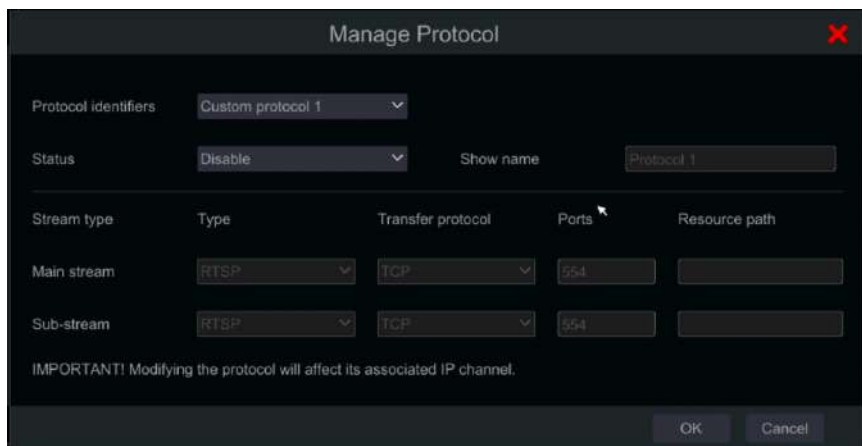 Manage Protocol
Protocol identifiers Custom protocol 1
Status Disable Show name Protocol 1
Stream type Type Transfer protocol Ports Resource path
Main stream RTSP TCP 554
Sub-stream RTSP TCP 554
IMPORTANT! Modifying the protocol will affect its associated IP channel.
OK Cancel